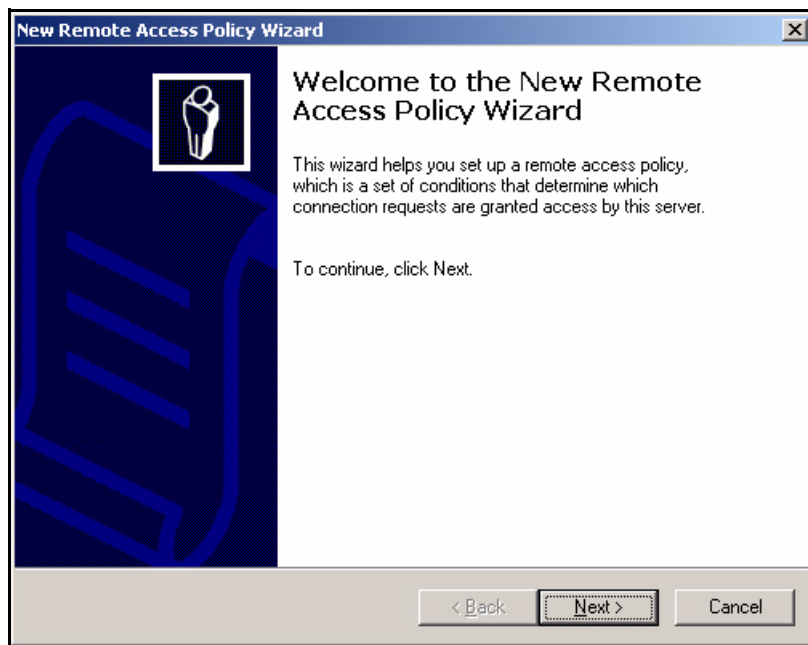 New Remote Access Policy Wizard
Welcome to the New Remote
Access Policy Wizard
This wizard helps you set up a remote access policy,
which is a set of conditions that determine which
connection requests are granted access by this server.
To continue, click Next.
< Back
Next >
Cancel